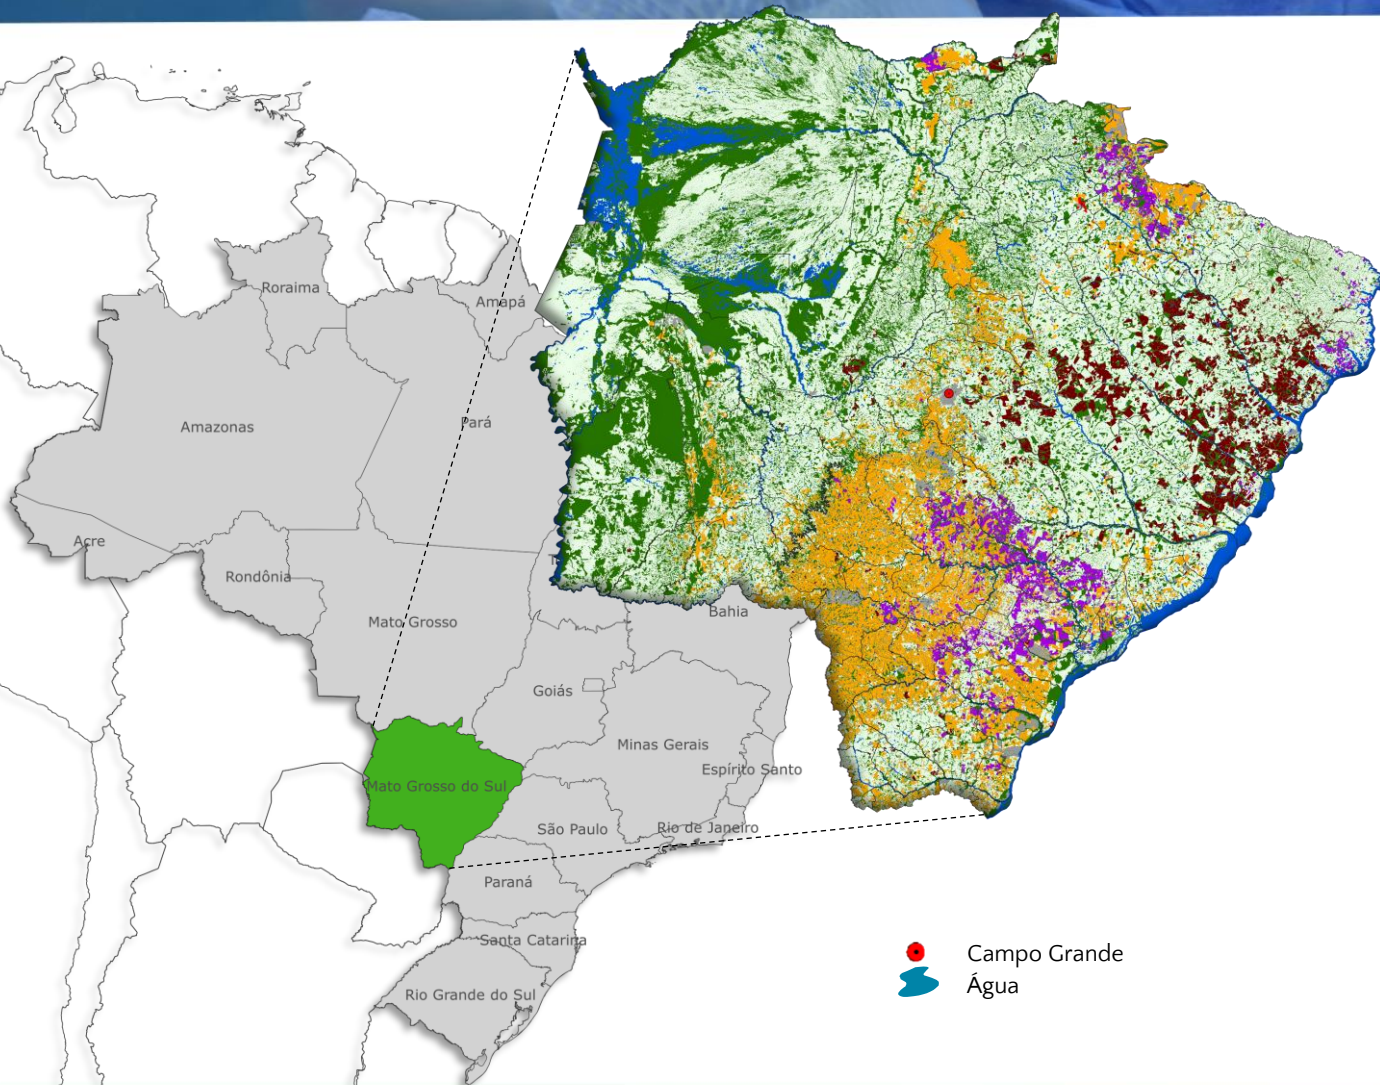 Roraima
Amapá
Amazonas
Pará
Acre
Rondônia
Mato Grosso
Bahia
Goiás
Minas Gerais
Espírito Santo
Mato Grosso do Sul
São Paulo
Rio de Janeiro
Paraná
Santa Catarina
Rio Grande do Sul
Campo Grande
Água